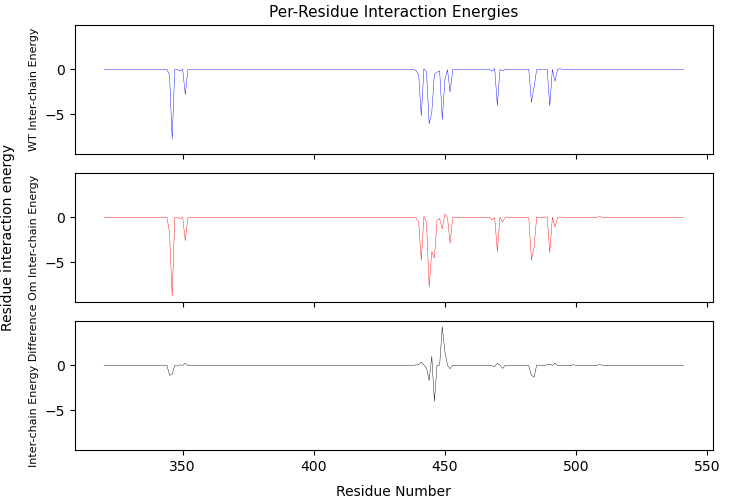 Per-Residue Interaction Energies
Residue interaction energy
WT Inter-chain Energy
0
−5
Om Inter-chain Energy
0
−5
Inter-chain Energy Difference
0
−5
350
400
450
500
550
Residue Number